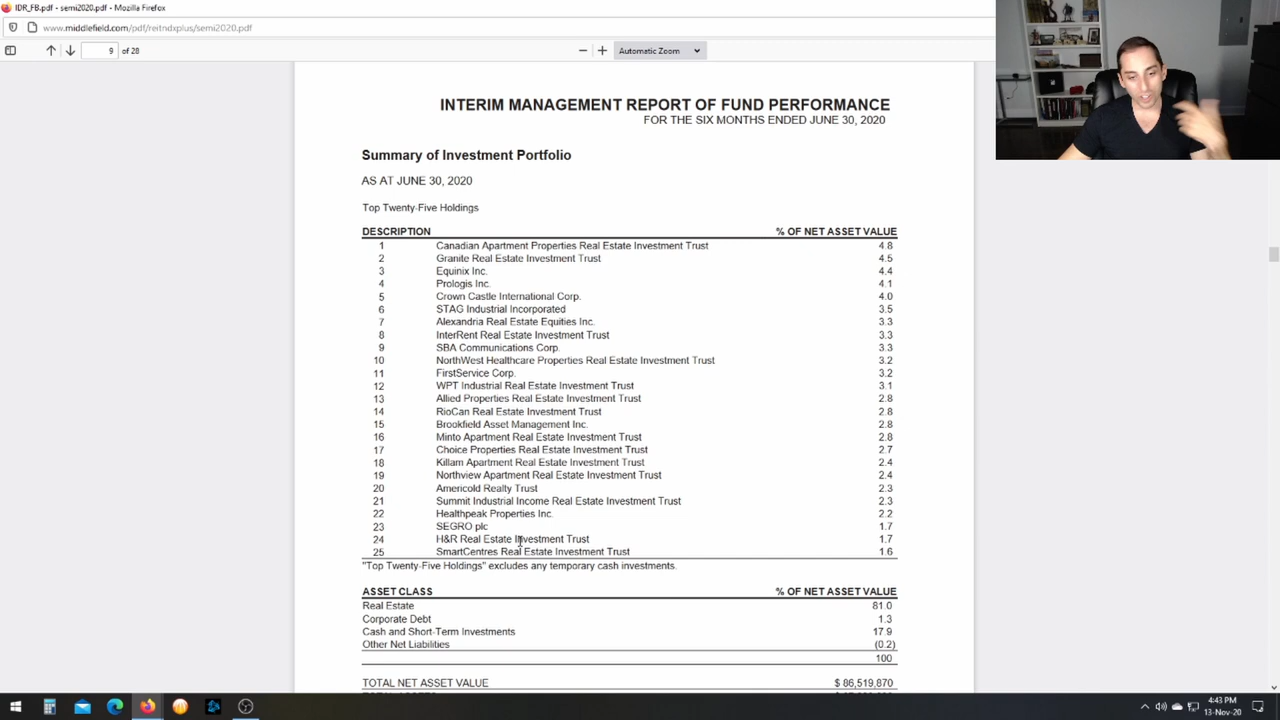 IDR_FB.pdf - semi2020.pdf - Mozilla Firefox
www.middlefield.com/pdf/reitndxplus/semi2020.pdf
9 of 28
Automatic Zoom
INTERIM MANAGEMENT REPORT OF FUND PERFORMANCE
FOR THE SIX MONTHS ENDED JUNE 30, 2020
Summary of Investment Portfolio
AS AT JUNE 30, 2020
Top Twenty-Five Holdings
DESCRIPTION % OF NET ASSET VALUE
1 Canadian Apartment Properties Real Estate Investment Trust 4.8
2 Granite Real Estate Investment Trust 4.5
3 Equinix Inc. 4.4
4 Prologis Inc. 4.1
5 Crown Castle International Corp. 4.0
6 STAG Industrial Incorporated 3.5
7 Alexandria Real Estate Equities Inc. 3.3
8 InterRent Real Estate Investment Trust 3.3
9 SBA Communications Corp. 3.3
10 NorthWest Healthcare Properties Real Estate Investment Trust 3.2
11 FirstService Corp. 3.2
12 WPT Industrial Real Estate Investment Trust 3.1
13 Allied Properties Real Estate Investment Trust 2.8
14 RioCan Real Estate Investment Trust 2.8
15 Brookfield Asset Management Inc. 2.8
16 Minto Apartment Real Estate Investment Trust 2.8
17 Choice Properties Real Estate Investment Trust 2.7
18 Killam Apartment Real Estate Investment Trust 2.4
19 Northview Apartment Real Estate Investment Trust 2.4
20 Americold Realty Trust 2.3
21 Summit Industrial Income Real Estate Investment Trust 2.3
22 Healthpeak Properties Inc. 2.2
23 SEGRO plc 1.7
24 H&R Real Estate Investment Trust 1.7
25 SmartCentres Real Estate Investment Trust 1.6
"Top Twenty-Five Holdings" excludes any temporary cash investments.
ASSET CLASS % OF NET ASSET VALUE
Real Estate 81.0
Corporate Debt 1.3
Cash and Short-Term Investments 17.9
Other Net Liabilities (0.2)
100
TOTAL NET ASSET VALUE $ 86,519,870
4:43 PM
13-Nov-20